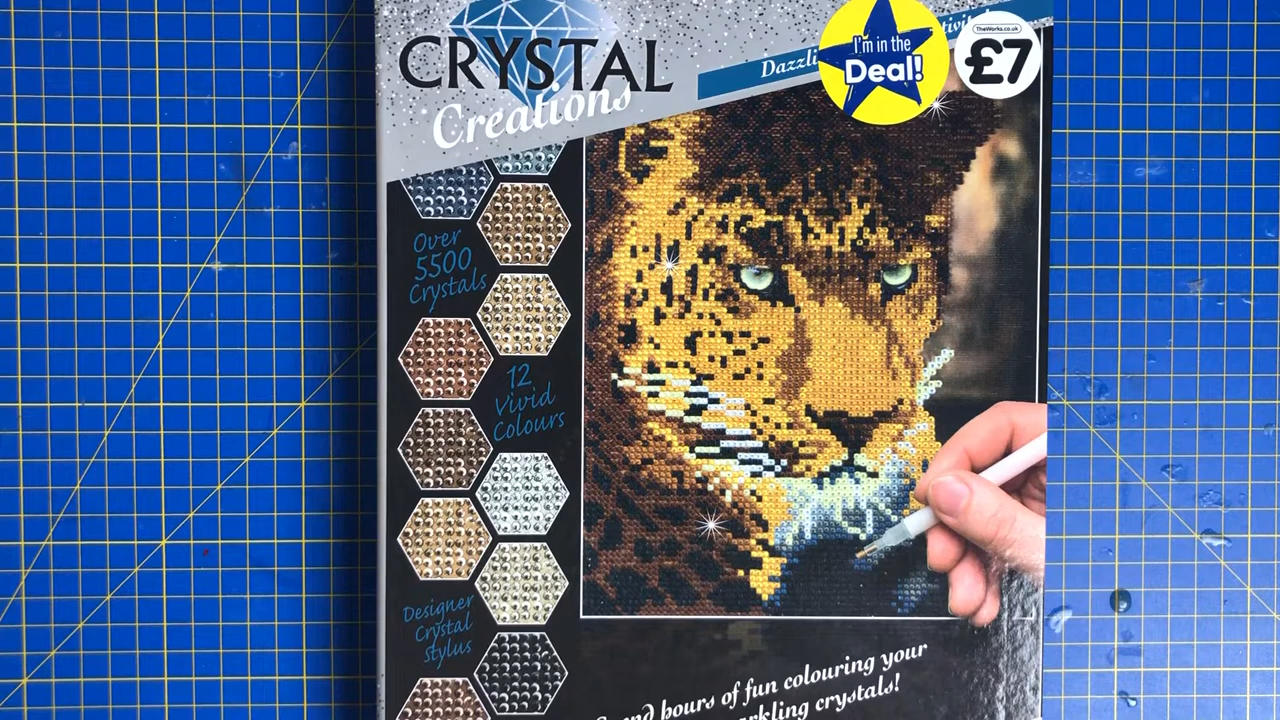 CRYSTAL
Creations
I'm in the
Deal!
TheWorks.co.uk
£7
Over
5500
Crystals
12
Vivid
Colours
Designer
Crystal
Stylus
hours of fun colouring your
crystals!